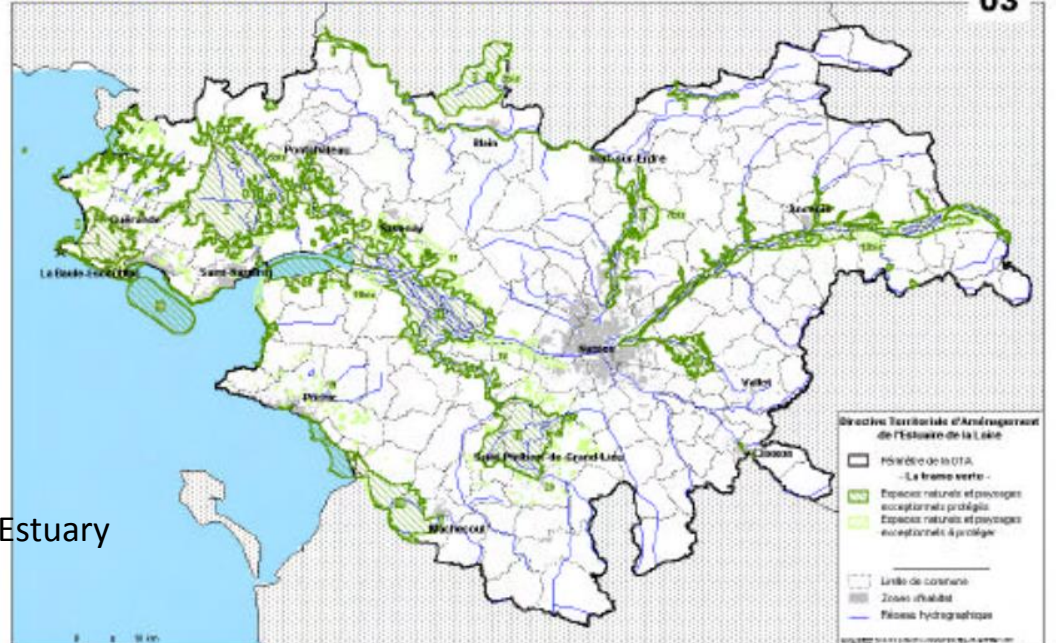 03
Blain
Pontchâteau
Nort-sur-Erdre
Ancenis
Guérande
Savenay
La Baule-Escoublac
Saint-Nazaire
Nantes
Vallet
Pornic
Saint-Philbert-de-Grand-Lieu
Clisson
Machecoul
Estuary
10 km
Directive Territoriale d'Aménagement
de l'Estuaire de la Loire
Périmètre de la DTA
- La trame verte -
Espaces naturels et paysages
exceptionnels protégés
Espaces naturels et paysages
exceptionnels à protéger
Limite de commune
Zones d'habitat
Réseau hydrographique